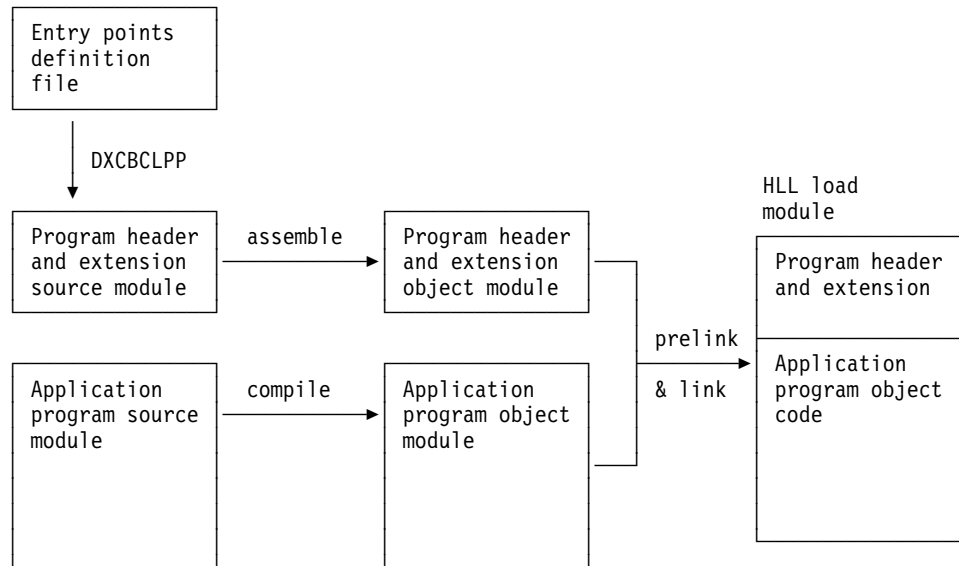 Entry points
definition
file
DXCBCLPP
HLL load
module
Program header
and extension
source module
assemble
Program header
and extension
object module
Program header
and extension
prelink
& link
Application
program source
module
compile
Application
program object
module
Application
program object
code